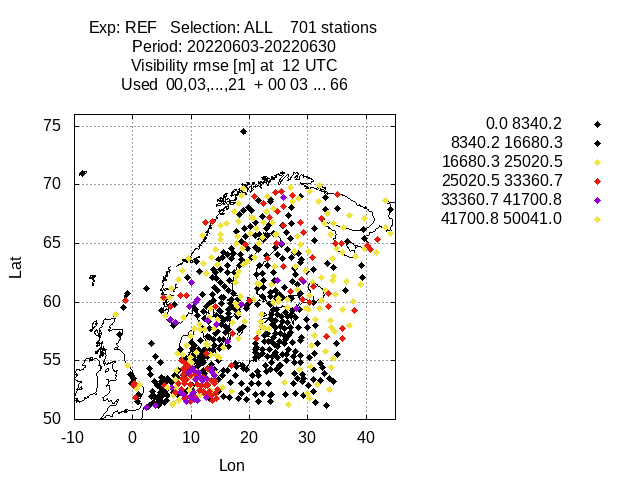 Exp: REF   Selection: ALL    701 stations
Period: 20220603-20220630
Visibility rmse [m] at  12 UTC
Used  00,03,...,21  + 00 03 ... 66
0.0 8340.2
8340.2 16680.3
16680.3 25020.5
25020.5 33360.7
33360.7 41700.8
41700.8 50041.0
75
70
65
60
55
50
Lat
-10 0 10 20 30 40
Lon